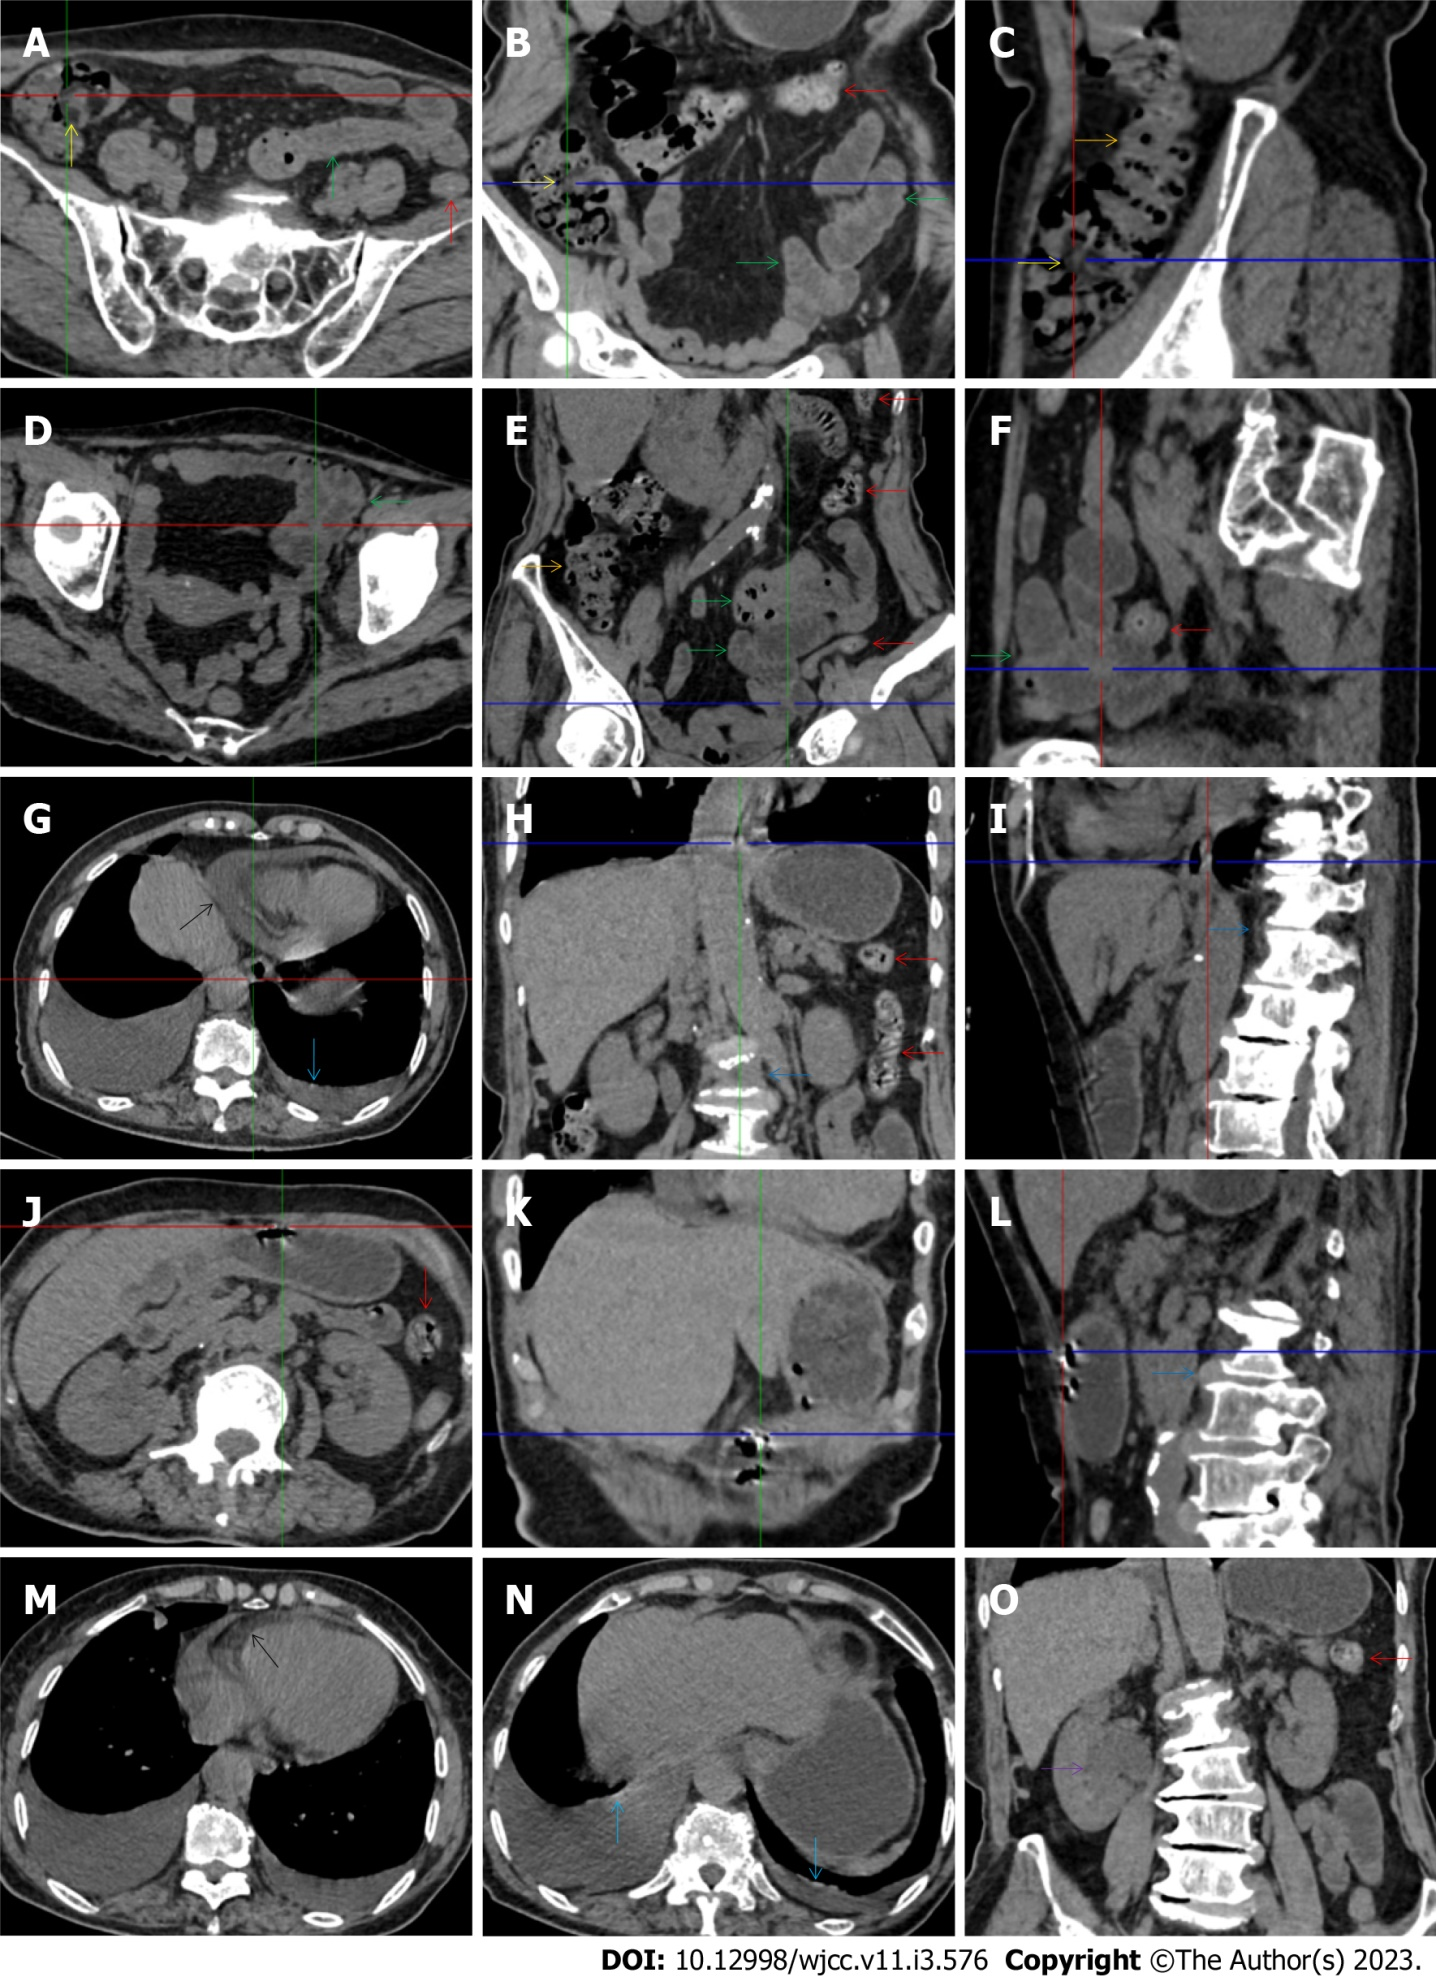 A
B
C
D
E
F
G
H
I
J
K
L
M
N
O
DOI: 10.12998/wjcc.v11.i3.576 Copyright ©The Author(s) 2023.